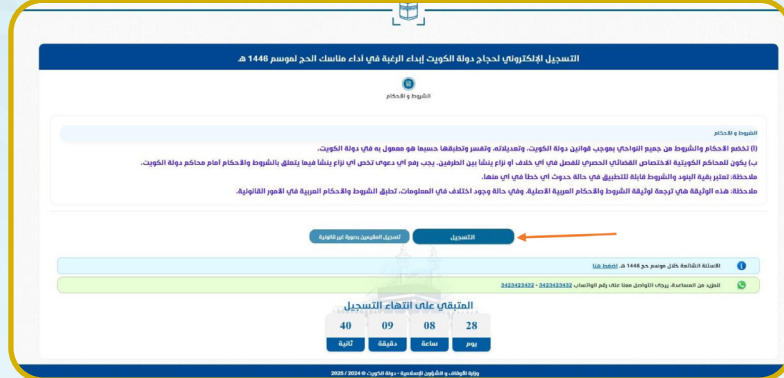 التسجيل الإلكتروني لحجاج دولة الكويت إبداء الرغبة في أداء مناسك الحج لموسم 1446 هـ
الشروط و الاحكام
الشروط و الاحكام
(ا) تخضع الاحكام والشروط من جميع النواحي بموجب قوانين دولة الكويت، وتعديلاته، وتفسر وتطبقها حسبما هو معمول به في دولة الكويت.
ب) يكون للمحاكم الكويتية الاختصاص القضائي الحصري للفصل في أي خلاف أو نزاع ينشأ بين الطرفين. يجب رفع أي دعوى تخص أي نزاع ينشأ فيما يتعلق بالشروط والاحكام أمام محاكم دولة الكويت.
ملاحظة: تعتبر بقية البنود والشروط قابلة للتطبيق في حالة حدوث أي خطأ في أي منها.
ملاحظة: هذه الوثيقة هي ترجمة لوثيقة الشروط والاحكام العربية الاصلية. وفي حالة وجود اختلاف في المعلومات، تطبق الشروط والاحكام العربية في الأمور القانونية.
التسجيل
تسجيل المقيمين بصورة غير قانونية
الاسئلة الشائعة خلال موسم حج 1446 هـ. اضغط هنا
للمزيد من المساعدة، يرجى التواصل معنا على رقم الواتساب 3423423432 - 3423423432
المتبقي على انتهاء التسجيل
28 08 09 40
يوم ساعة دقيقة ثانية
وزارة الأوقاف و الشؤون الإسلامية - دولة الكويت © 2024 / 2025